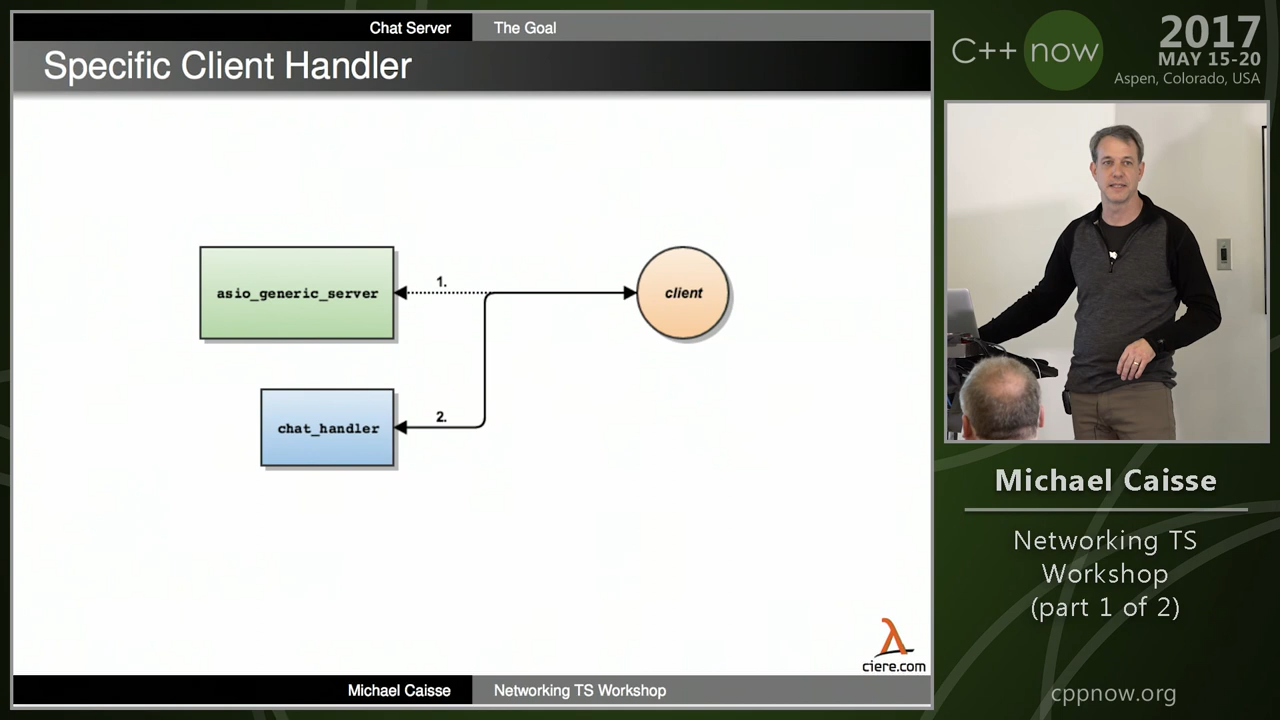 Chat Server
The Goal
Specific Client Handler
asio_generic_server
1.
client
chat_handler
2.
ciere.com
Michael Caisse
Networking TS Workshop
C++ now
2017
MAY 15-20
Aspen, Colorado, USA
Michael Caisse
Networking TS
Workshop
(part 1 of 2)
cppnow.org